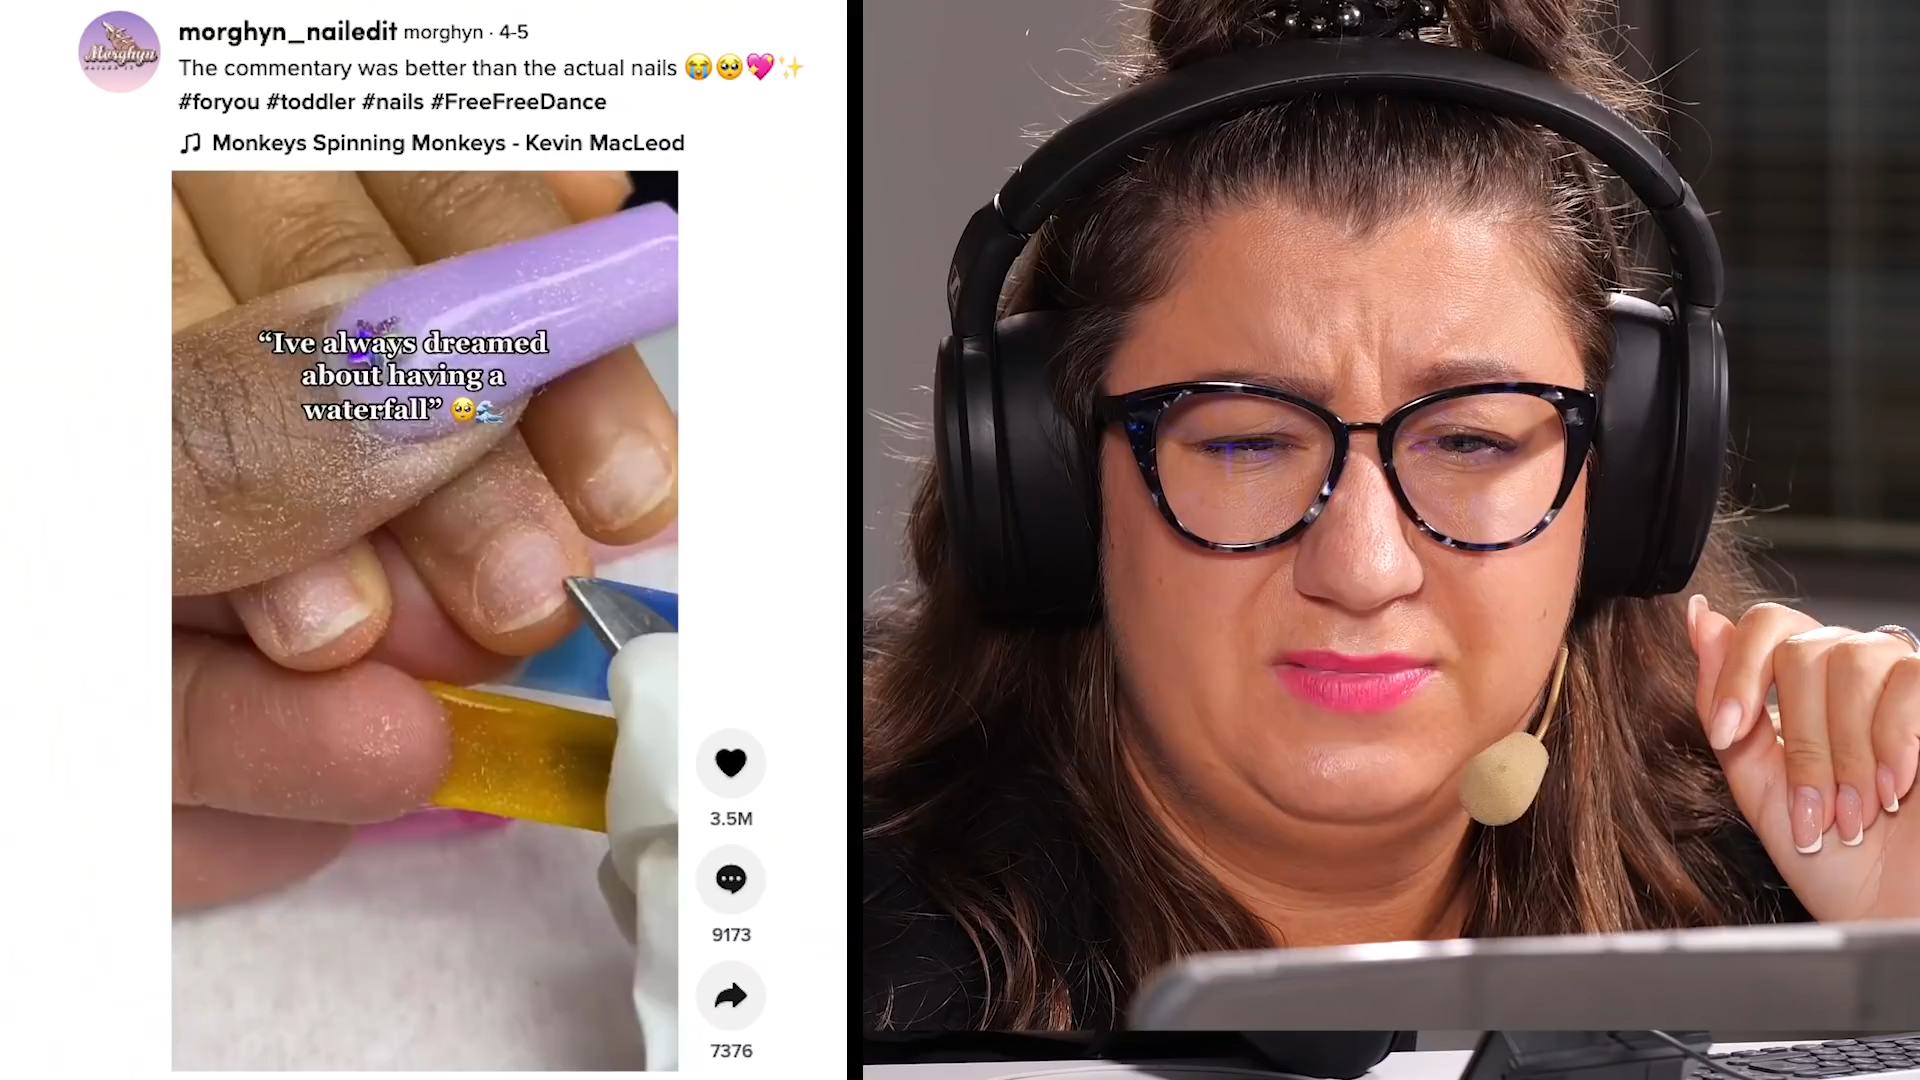 morghyn_nailedit morghyn · 4-5
The commentary was better than the actual nails 😭🥺💖✨
#foryou #toddler #nails #FreeFreeDance
Monkeys Spinning Monkeys - Kevin MacLeod
Morghyn
“Ive always dreamed
about having a
waterfall” 🥺🌊
3.5M
9173
7376